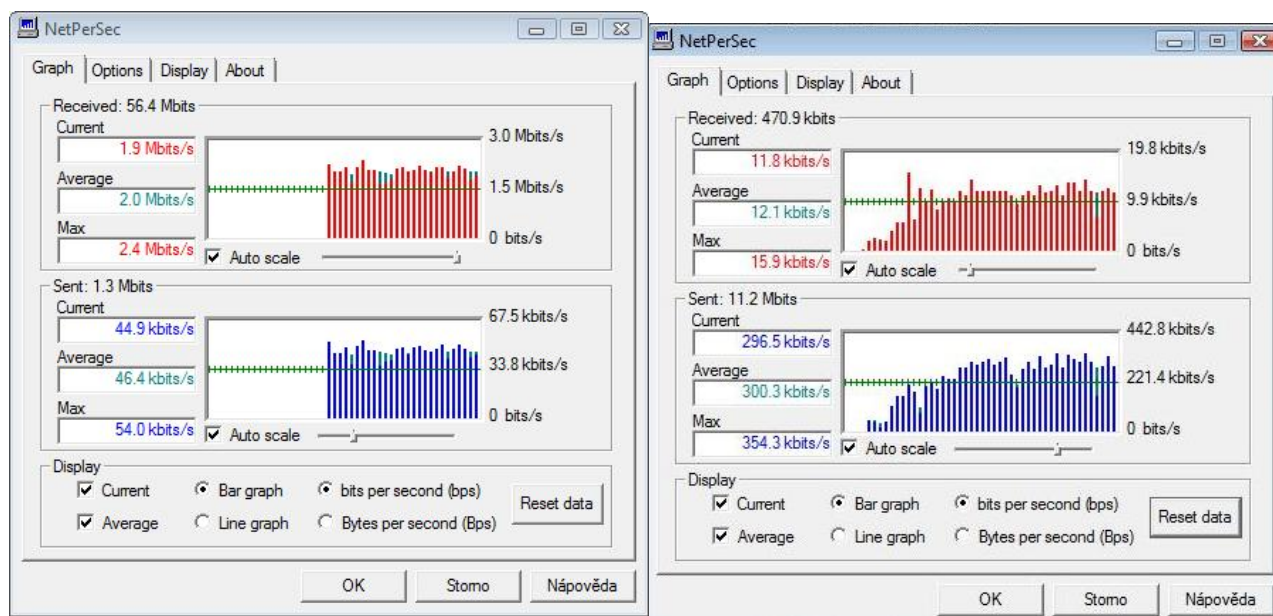 NetPerSec
Graph Options Display About
Received: 56.4 Mbits
Current
1.9 Mbits/s
Average
2.0 Mbits/s
Max
2.4 Mbits/s
3.0 Mbits/s
1.5 Mbits/s
0 bits/s
Auto scale
Sent: 1.3 Mbits
Current
44.9 kbits/s
Average
46.4 kbits/s
Max
54.0 kbits/s
67.5 kbits/s
33.8 kbits/s
0 bits/s
Auto scale
Display
Current Bar graph bits per second (bps)
Average Line graph Bytes per second (Bps)
Reset data
OK Storno Nápověda
NetPerSec
Graph Options Display About
Received: 470.9 kbits
Current
11.8 kbits/s
Average
12.1 kbits/s
Max
15.9 kbits/s
19.8 kbits/s
9.9 kbits/s
0 bits/s
Auto scale
Sent: 11.2 Mbits
Current
296.5 kbits/s
Average
300.3 kbits/s
Max
354.3 kbits/s
442.8 kbits/s
221.4 kbits/s
0 bits/s
Auto scale
Display
Current Bar graph bits per second (bps)
Average Line graph Bytes per second (Bps)
Reset data
OK Storno Nápověda